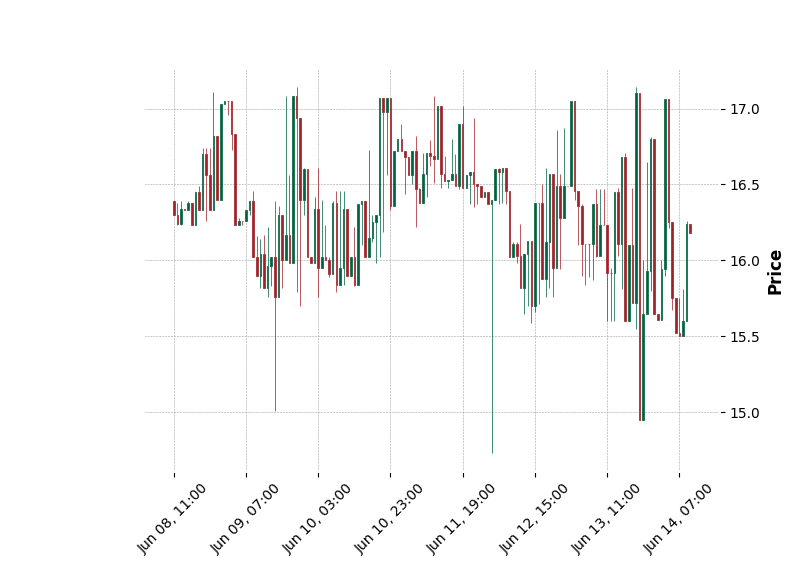 17.0
16.5
16.0
15.5
15.0
Price
Jun 08, 11:00
Jun 09, 07:00
Jun 10, 03:00
Jun 10, 23:00
Jun 11, 19:00
Jun 12, 15:00
Jun 13, 11:00
Jun 14, 07:00